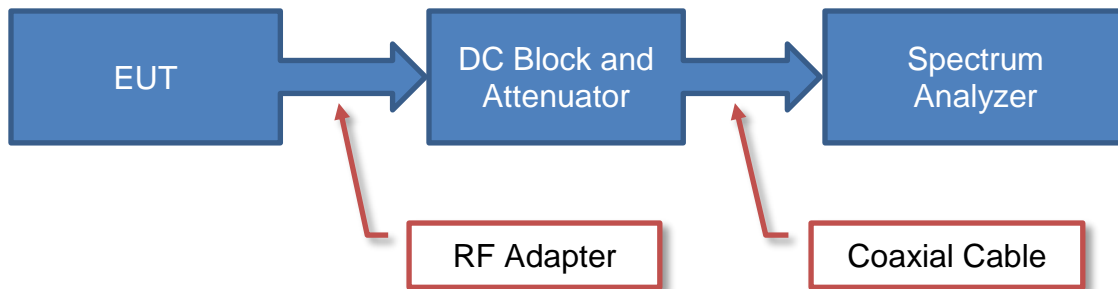 EUT
DC Block and
Attenuator
Spectrum
Analyzer
RF Adapter
Coaxial Cable